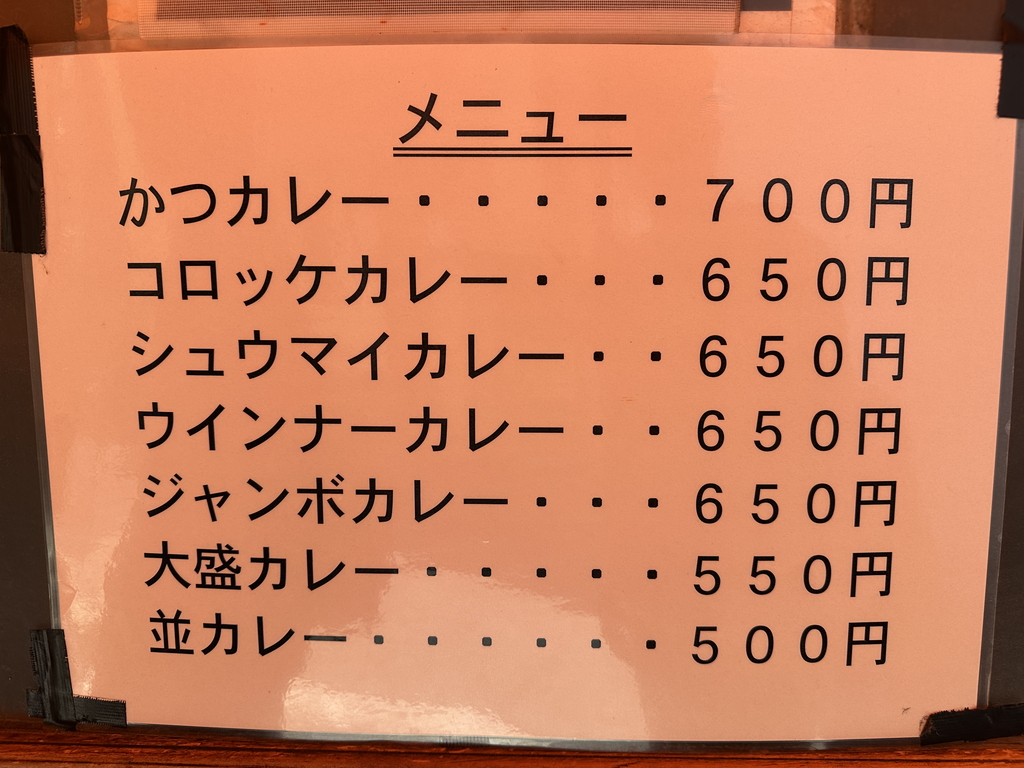 メニュー
かつカレー・・・・・７００円
コロッケカレー・・・６５０円
シュウマイカレー・・６５０円
ウインナーカレー・・６５０円
ジャンボカレー・・・６５０円
大盛カレー・・・・・５５０円
並カレー・・・・・・５００円